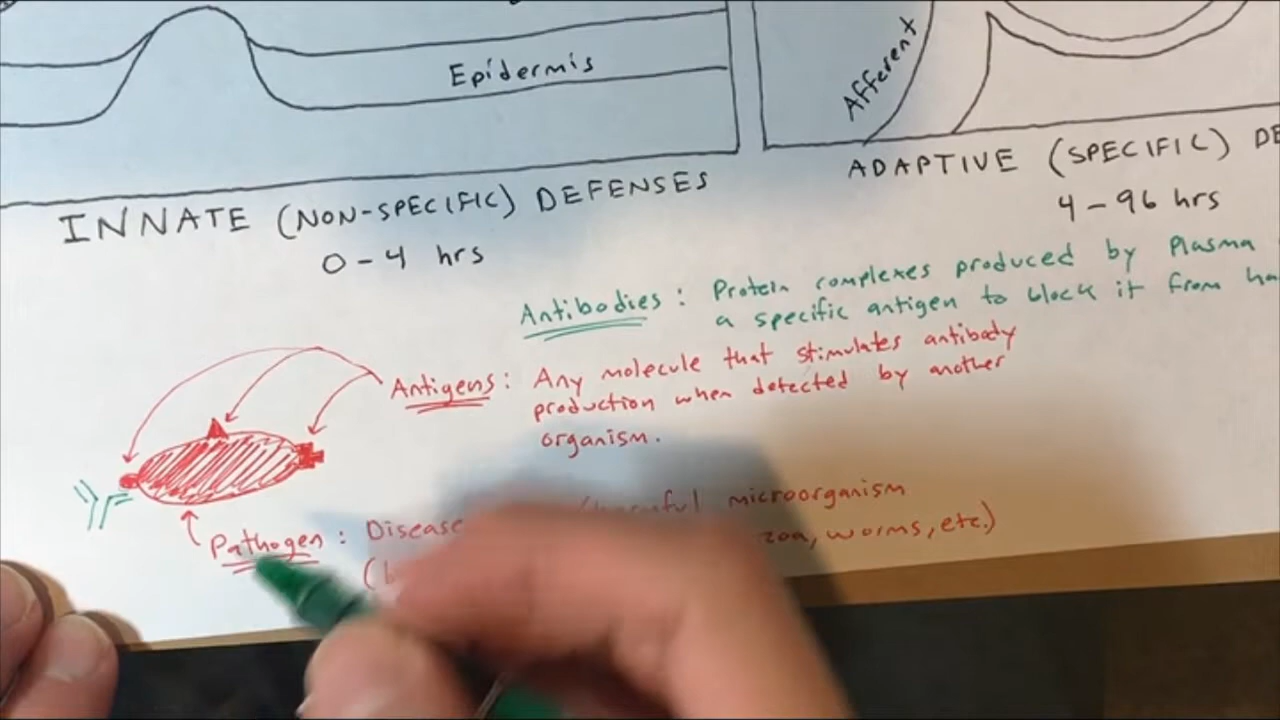 Epidermis
Afferent
INNATE (NON-SPECIFIC) DEFENSES
0-4 hrs
ADAPTIVE (SPECIFIC)
4-96 hrs
Antibodies: Protein complexes produced by Plasma
a specific antigen to block it from
Antigens: Any molecule that stimulates antibody
production when detected by another
organism.
Pathogen: Disease microorganism
worms, etc.)